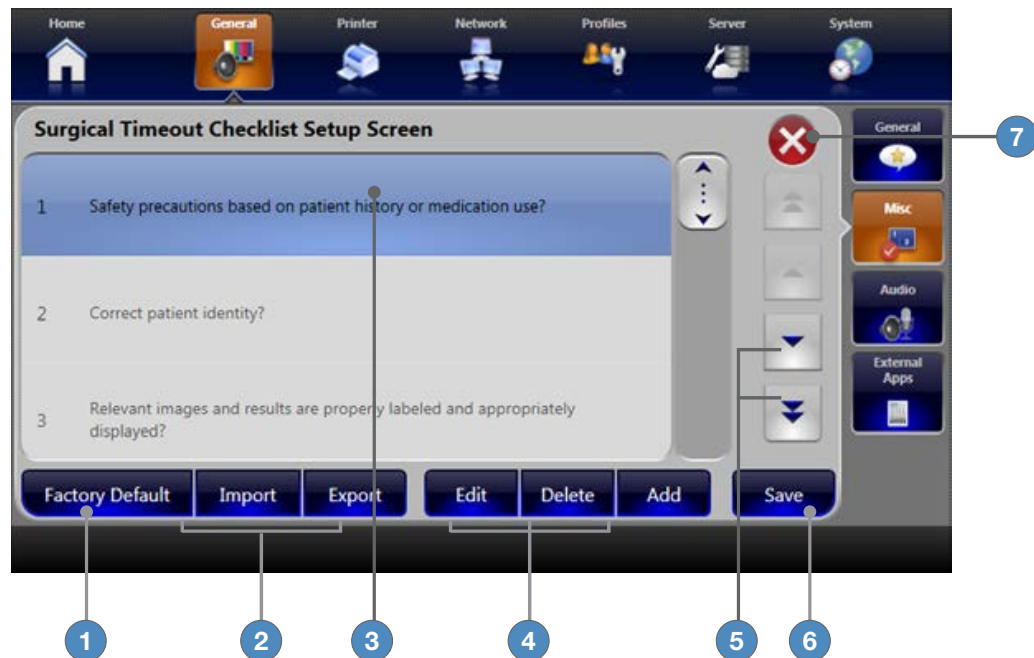 Home General Printer Network Profiles Server System
Surgical Timeout Checklist Setup Screen
General
7
1 Safety precautions based on patient history or medication use?
Misc
2 Correct patient identity?
Audio
External
Apps
3 Relevant images and results are properly labeled and appropriately
displayed?
Factory Default Import Export Edit Delete Add Save
1 2 3 4 5 6